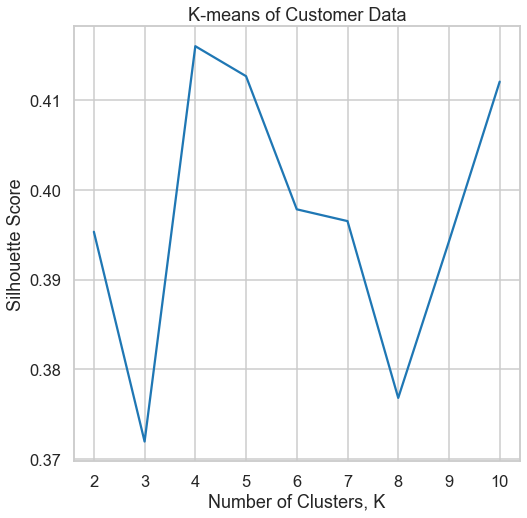 K-means of Customer Data
Silhouette Score
0.41
0.40
0.39
0.38
0.37
2 3 4 5 6 7 8 9 10
Number of Clusters, K